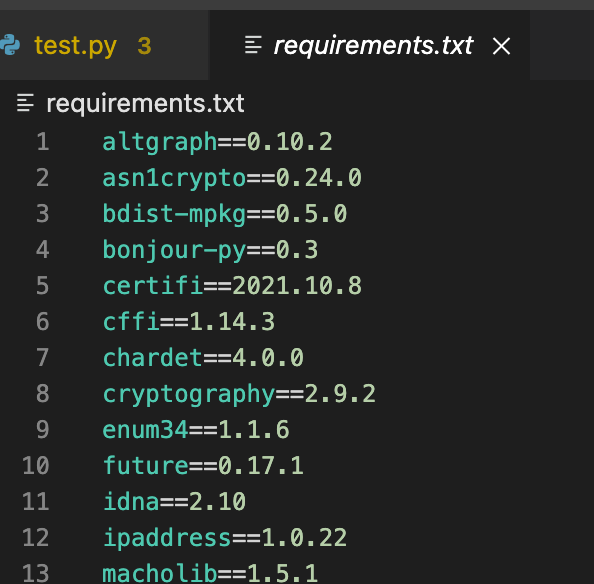 test.py 3 requirements.txt
requirements.txt
1 altgraph==0.10.2
2 asn1crypto==0.24.0
3 bdist-mpkg==0.5.0
4 bonjour-py==0.3
5 certifi==2021.10.8
6 cffi==1.14.3
7 chardet==4.0.0
8 cryptography==2.9.2
9 enum34==1.1.6
10 future==0.17.1
11 idna==2.10
12 ipaddress==1.0.22
13 macholib==1.5.1